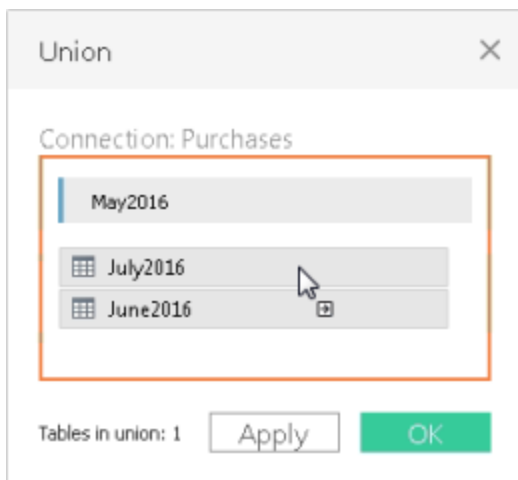 Union
Connection: Purchases
May2016
July2016
June2016
Tables in union: 1
Apply
OK